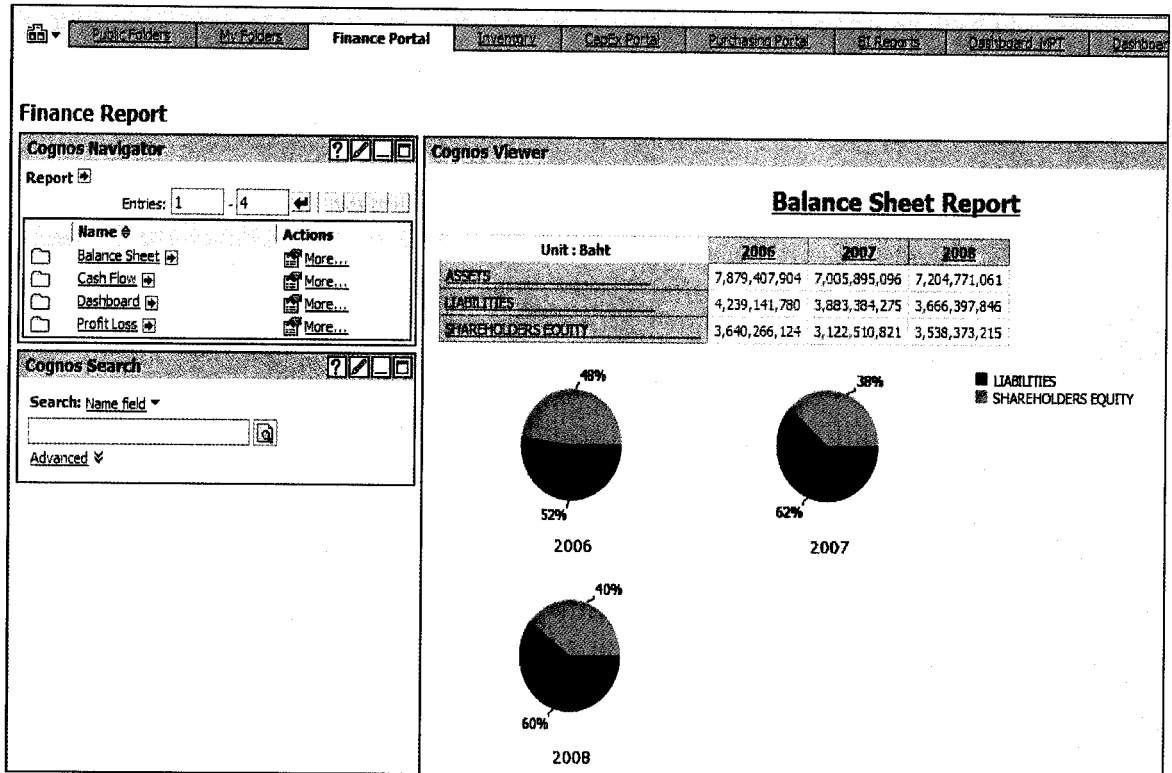 Public Folders My Folders Finance Portal Inventory CapEx Portal Purchasing Portal BI Reports Dashboard_MPT Dashboar
Finance Report
Cognos Navigator
Report
Entries: 1 - 4
Name Actions
Balance Sheet More...
Cash Flow More...
Dashboard More...
Profit Loss More...
Cognos Search
Search: Name field
Advanced
Cognos Viewer
Balance Sheet Report
Unit : Baht 2006 2007 2008
ASSETS 7,879,407,904 7,005,895,096 7,204,771,061
LIABILITIES 4,239,141,780 3,883,384,275 3,666,397,846
SHAREHOLDERS EQUITY 3,640,266,124 3,122,510,821 3,538,373,215
48%
52%
2006
38%
62%
2007
LIABILITIES
SHAREHOLDERS EQUITY
40%
60%
2008